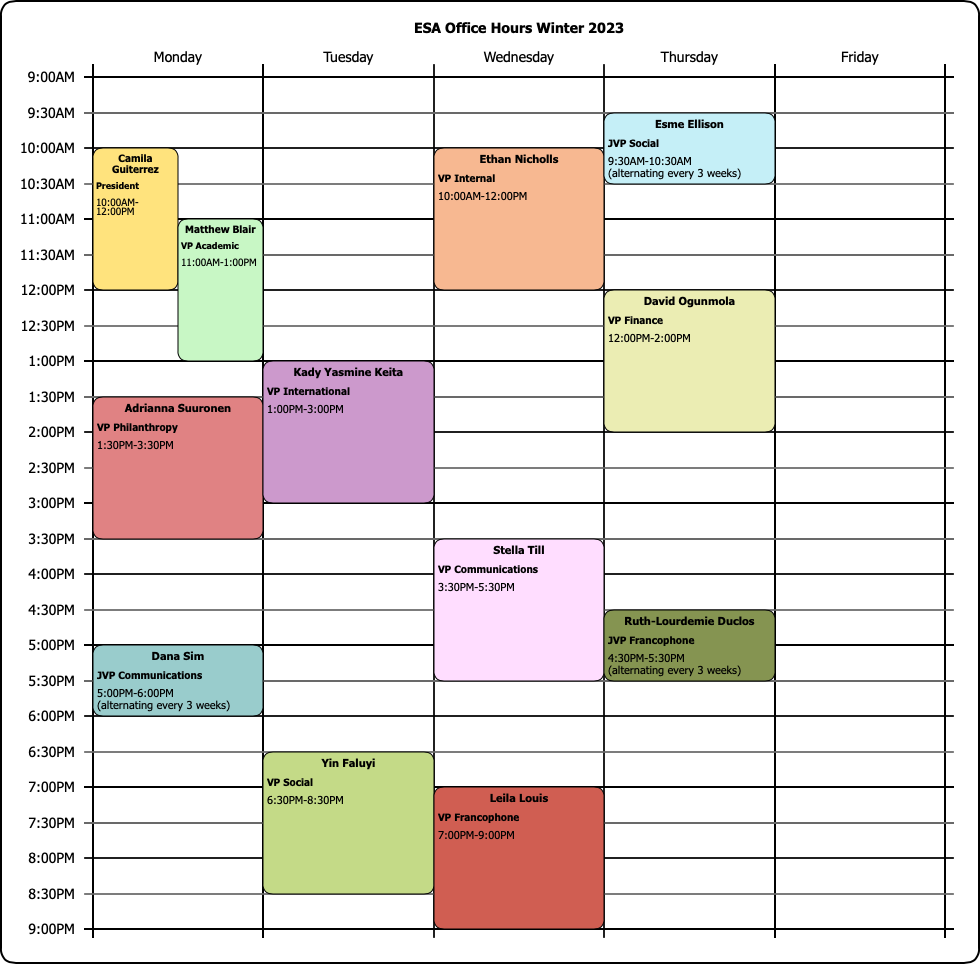 ESA Office Hours Winter 2023
Monday
Tuesday
Wednesday
Thursday
Friday
9:00AM
9:30AM
10:00AM
10:30AM
11:00AM
11:30AM
12:00PM
12:30PM
1:00PM
1:30PM
2:00PM
2:30PM
3:00PM
3:30PM
4:00PM
4:30PM
5:00PM
5:30PM
6:00PM
6:30PM
7:00PM
7:30PM
8:00PM
8:30PM
9:00PM
Camila
Guiterrez
President
10:00AM-
12:00PM
Matthew Blair
VP Academic
11:00AM-1:00PM
Adrianna Suuronen
VP Philanthropy
1:30PM-3:30PM
Dana Sim
JVP Communications
5:00PM-6:00PM
(alternating every 3 weeks)
Kady Yasmine Keita
VP International
1:00PM-3:00PM
Yin Faluyi
VP Social
6:30PM-8:30PM
Ethan Nicholls
VP Internal
10:00AM-12:00PM
Stella Till
VP Communications
3:30PM-5:30PM
Leila Louis
VP Francophone
7:00PM-9:00PM
Esme Ellison
JVP Social
9:30AM-10:30AM
(alternating every 3 weeks)
David Ogunmola
VP Finance
12:00PM-2:00PM
Ruth-Lourdemie Duclos
JVP Francophone
4:30PM-5:30PM
(alternating every 3 weeks)